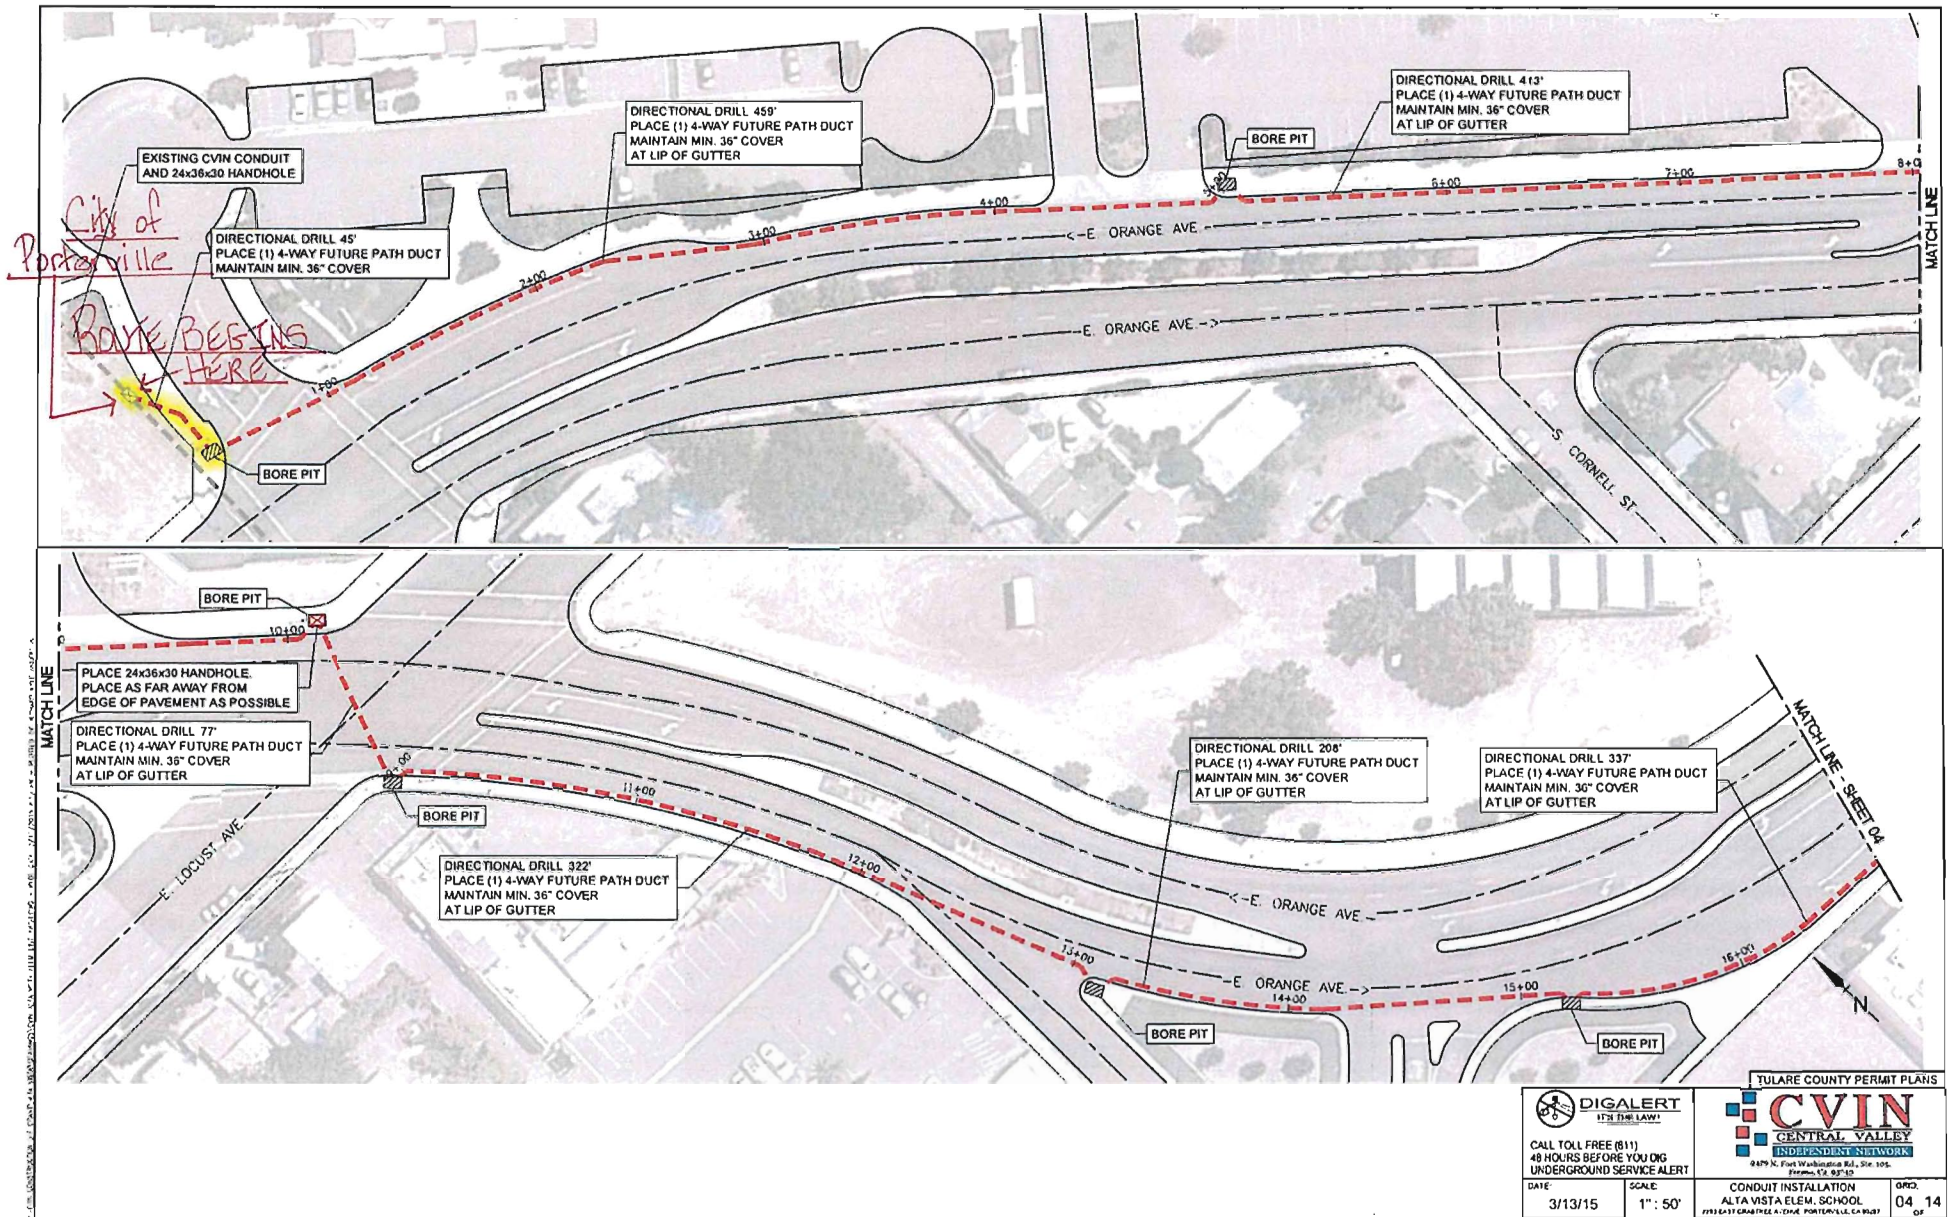 EXISTING CVIN CONDUIT
AND 24x36x30 HANDHOLE
City of
Porterville
DIRECTIONAL DRILL 45'
PLACE (1) 4-WAY FUTURE PATH DUCT
MAINTAIN MIN. 36" COVER
ROUTE BEGINS
HERE
BORE PIT
DIRECTIONAL DRILL 459'
PLACE (1) 4-WAY FUTURE PATH DUCT
MAINTAIN MIN. 36" COVER
AT LIP OF GUTTER
BORE PIT
DIRECTIONAL DRILL 413'
PLACE (1) 4-WAY FUTURE PATH DUCT
MAINTAIN MIN. 36" COVER
AT LIP OF GUTTER
1+00
2+00
3+00
4+00
6+00
7+00
8+0
<-E. ORANGE AVE.
E. ORANGE AVE.->
S. CORNELL ST
MATCH LINE
MATCH LINE
BORE PIT
10+00
PLACE 24x36x30 HANDHOLE.
PLACE AS FAR AWAY FROM
EDGE OF PAVEMENT AS POSSIBLE
DIRECTIONAL DRILL 77'
PLACE (1) 4-WAY FUTURE PATH DUCT
MAINTAIN MIN. 36" COVER
AT LIP OF GUTTER
BORE PIT
E. LOCUST AVE.
11+00
DIRECTIONAL DRILL 322'
PLACE (1) 4-WAY FUTURE PATH DUCT
MAINTAIN MIN. 36" COVER
AT LIP OF GUTTER
12+00
13+00
DIRECTIONAL DRILL 208'
PLACE (1) 4-WAY FUTURE PATH DUCT
MAINTAIN MIN. 36" COVER
AT LIP OF GUTTER
DIRECTIONAL DRILL 337'
PLACE (1) 4-WAY FUTURE PATH DUCT
MAINTAIN MIN. 36" COVER
AT LIP OF GUTTER
<-E. ORANGE AVE.
E. ORANGE AVE.->
14+00
15+00
16+00
BORE PIT
BORE PIT
MATCH LINE - SHEET 04
N
TULARE COUNTY PERMIT PLANS
DIGALERT
IT'S THE LAW!
CALL TOLL FREE (811)
48 HOURS BEFORE YOU DIG
UNDERGROUND SERVICE ALERT
CVIN
CENTRAL VALLEY
INDEPENDENT NETWORK
Fort Washington Rd., Ste. 105,
DATE:
3/13/15
SCALE:
1" : 50'
CONDUIT INSTALLATION
ALTA VISTA ELEM. SCHOOL
GRID.
04 OF 14